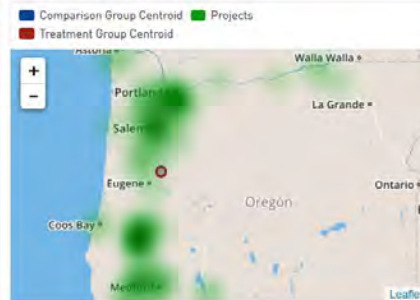 Comparison Group Centroid Projects
Treatment Group Centroid
Astoria
Walla Walla
+
−
Portland
La Grande
Salem
Eugene
Ontario
Oregon
Coos Bay
Medford
Leafle